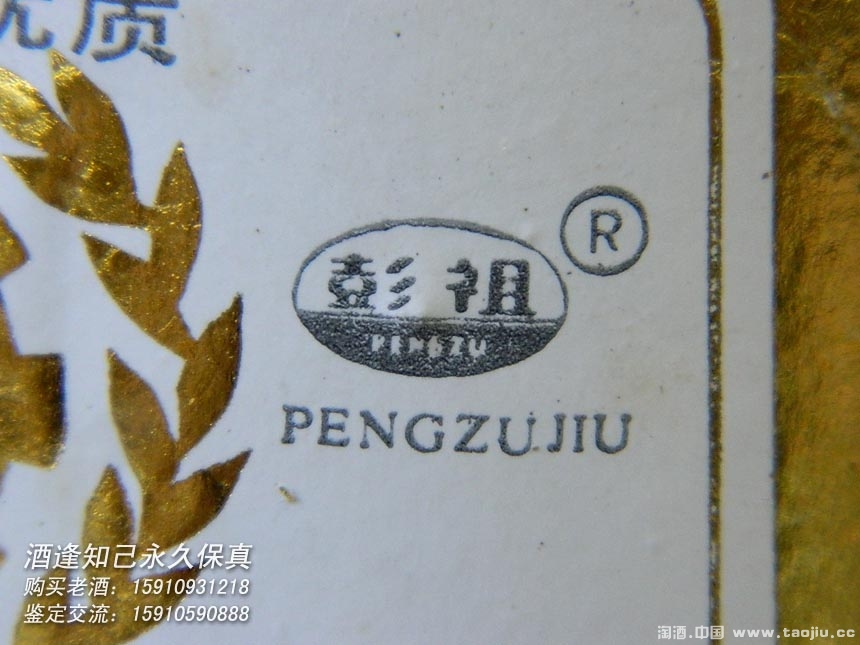 优质
彭祖
PENGZU
®
PENGZUJIU
酒逢知己永久保真
购买老酒：15910931218
鉴定交流：15910590888
淘酒.中国 www.taojiu.cc